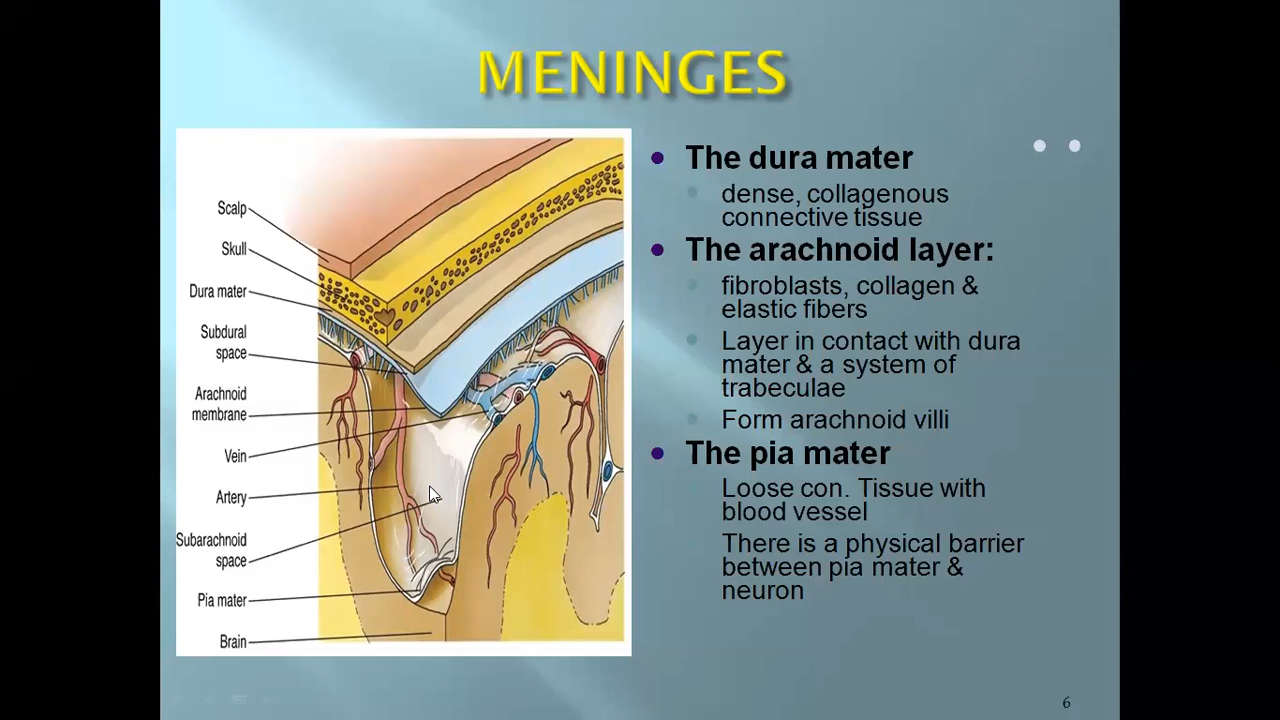 MENINGES
Scalp
Skull
Dura mater
Subdural
space
Arachnoid
membrane
Vein
Artery
Subarachnoid
space
Pia mater
Brain
The dura mater
dense, collagenous
connective tissue
The arachnoid layer:
fibroblasts, collagen &
elastic fibers
Layer in contact with dura
mater & a system of
trabeculae
Form arachnoid villi
The pia mater
Loose con. Tissue with
blood vessel
There is a physical barrier
between pia mater &
neuron
6